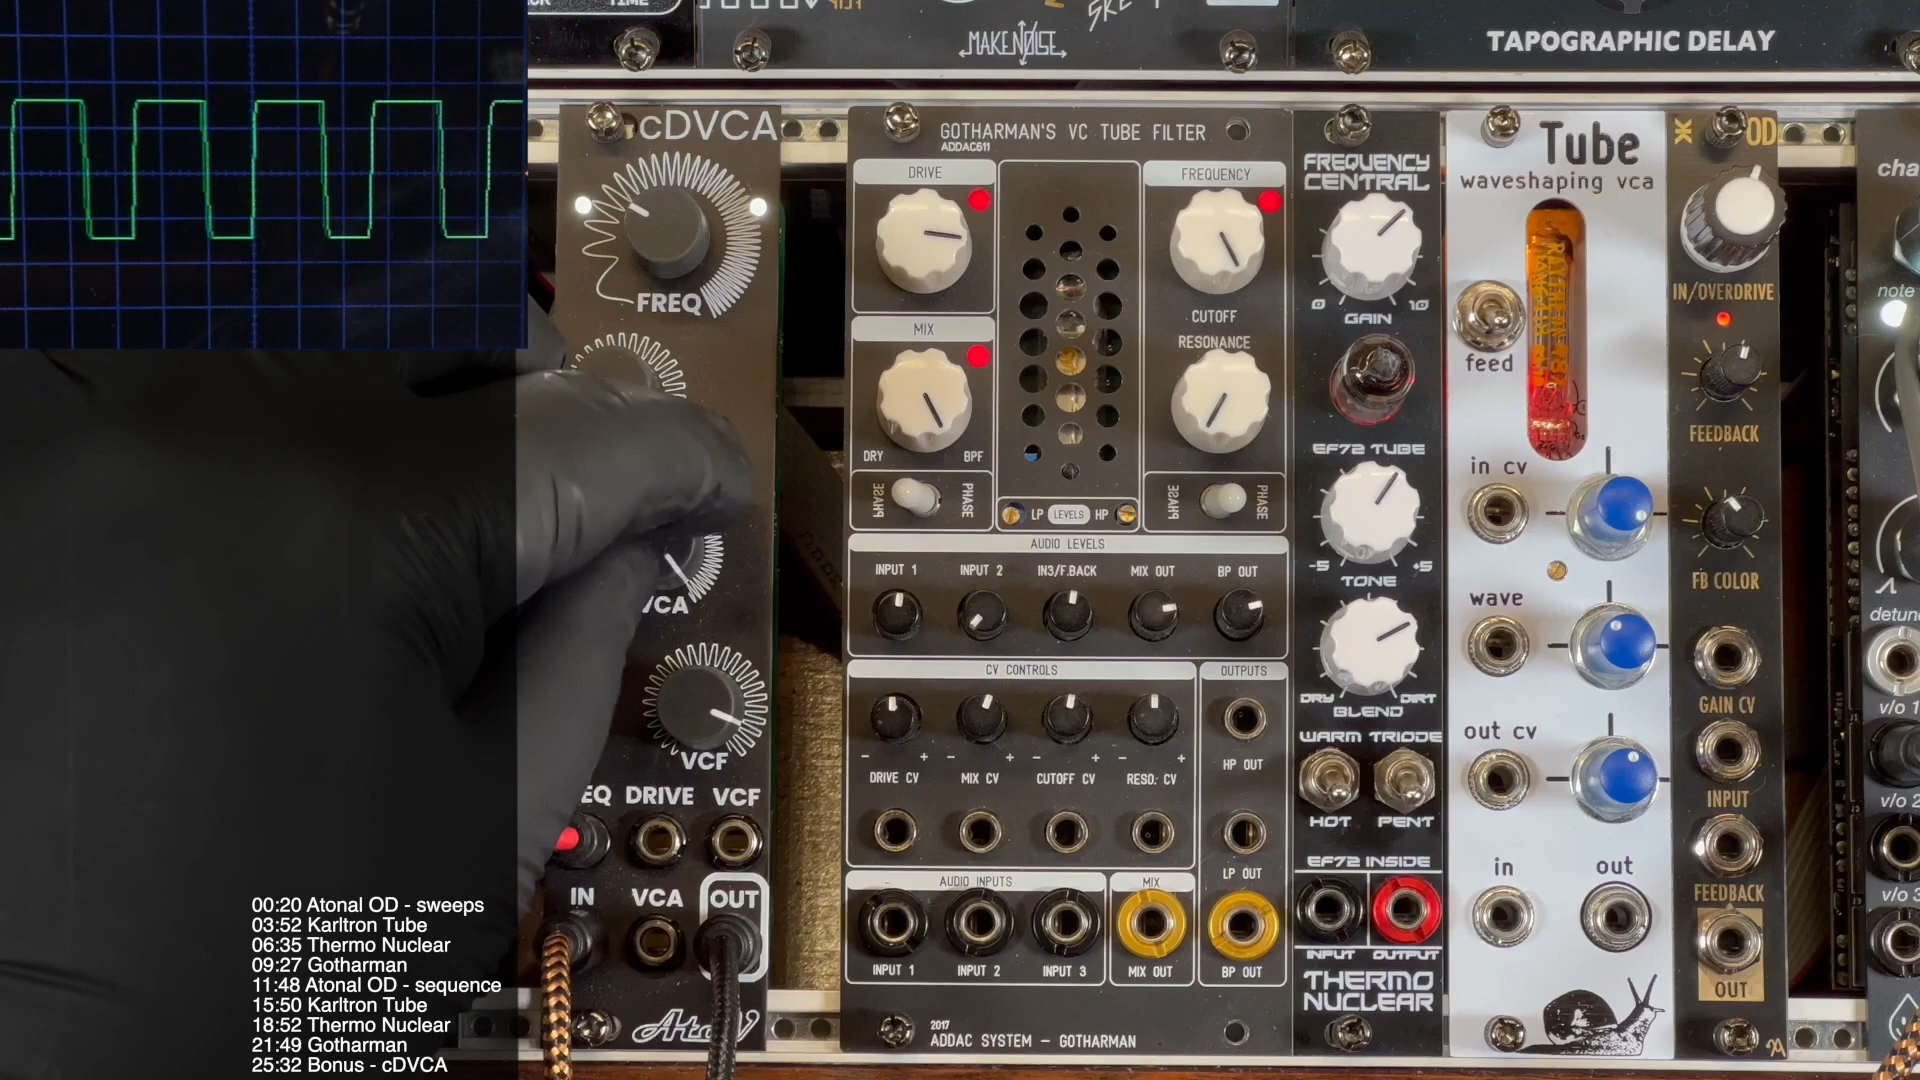 TIME
MAKENOISE
TAPOGRAPHIC DELAY
cDVCA
FREQ
VCA
VCF
EQ DRIVE VCF
IN VCA OUT
GOTHARMAN'S VC TUBE FILTER
ADDAC611
DRIVE
FREQUENCY
MIX
CUTOFF
RESONANCE
DRY BPF
PHASE PHASE
PHASE PHASE
LP LEVELS HP
AUDIO LEVELS
INPUT 1 INPUT 2 IN3/F.BACK MIX OUT BP OUT
CV CONTROLS
OUTPUTS
- + - + - + - +
DRIVE CV MIX CV CUTOFF CV RESO. CV
HP OUT
LP OUT
AUDIO INPUTS
MIX
INPUT 1 INPUT 2 INPUT 3 MIX OUT BP OUT
2017
ADDAC SYSTEM – GOTHARMAN
FREQUENCY
CENTRAL
0 10
GAIN
EF72 TUBE
-5 +5
TONE
DRY DIRT
BLEND
WARM TRIODE
HOT PENT
EF72 INSIDE
INPUT OUTPUT
THERMO
NUCLEAR
Tube
waveshaping vca
feed
in cv
wave
out cv
in out
OD
IN/OVERDRIVE
FEEDBACK
FB COLOR
GAIN CV
INPUT
FEEDBACK
OUT
cha
note
detun
v/o 1
v/o 2
v/o 3
00:20 Atonal OD - sweeps
03:52 Karltron Tube
06:35 Thermo Nuclear
09:27 Gotharman
11:48 Atonal OD - sequence
15:50 Karltron Tube
18:52 Thermo Nuclear
21:49 Gotharman
25:32 Bonus - cDVCA